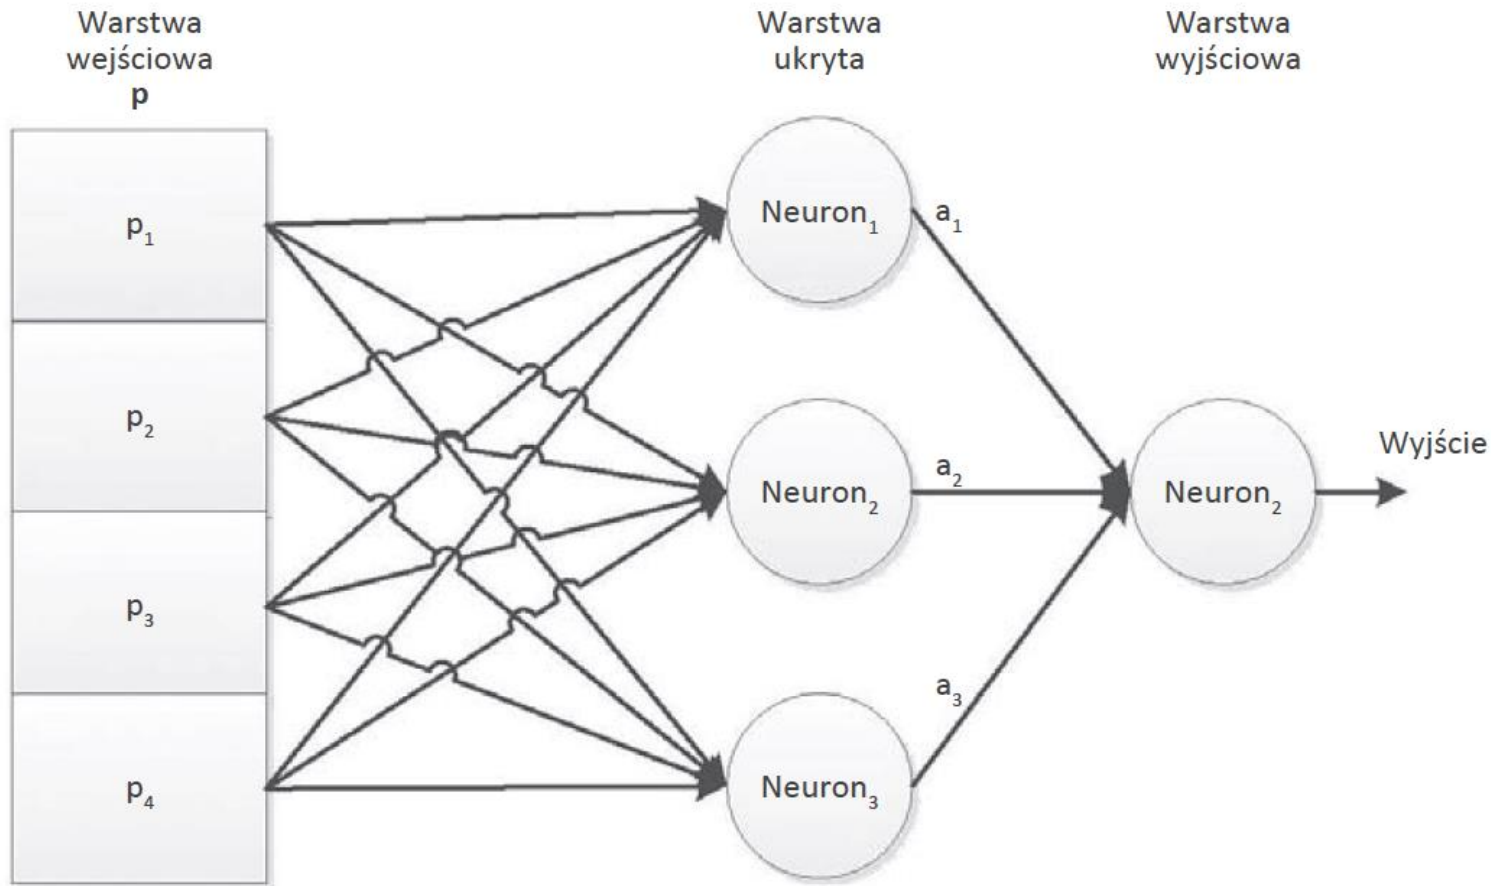 Warstwa
wejściowa
p
Warstwa
ukryta
Warstwa
wyjściowa
p₁
p₂
p₃
p₄
Neuron₁
Neuron₂
Neuron₃
a₁
a₂
a₃
Neuron₂
Wyjście